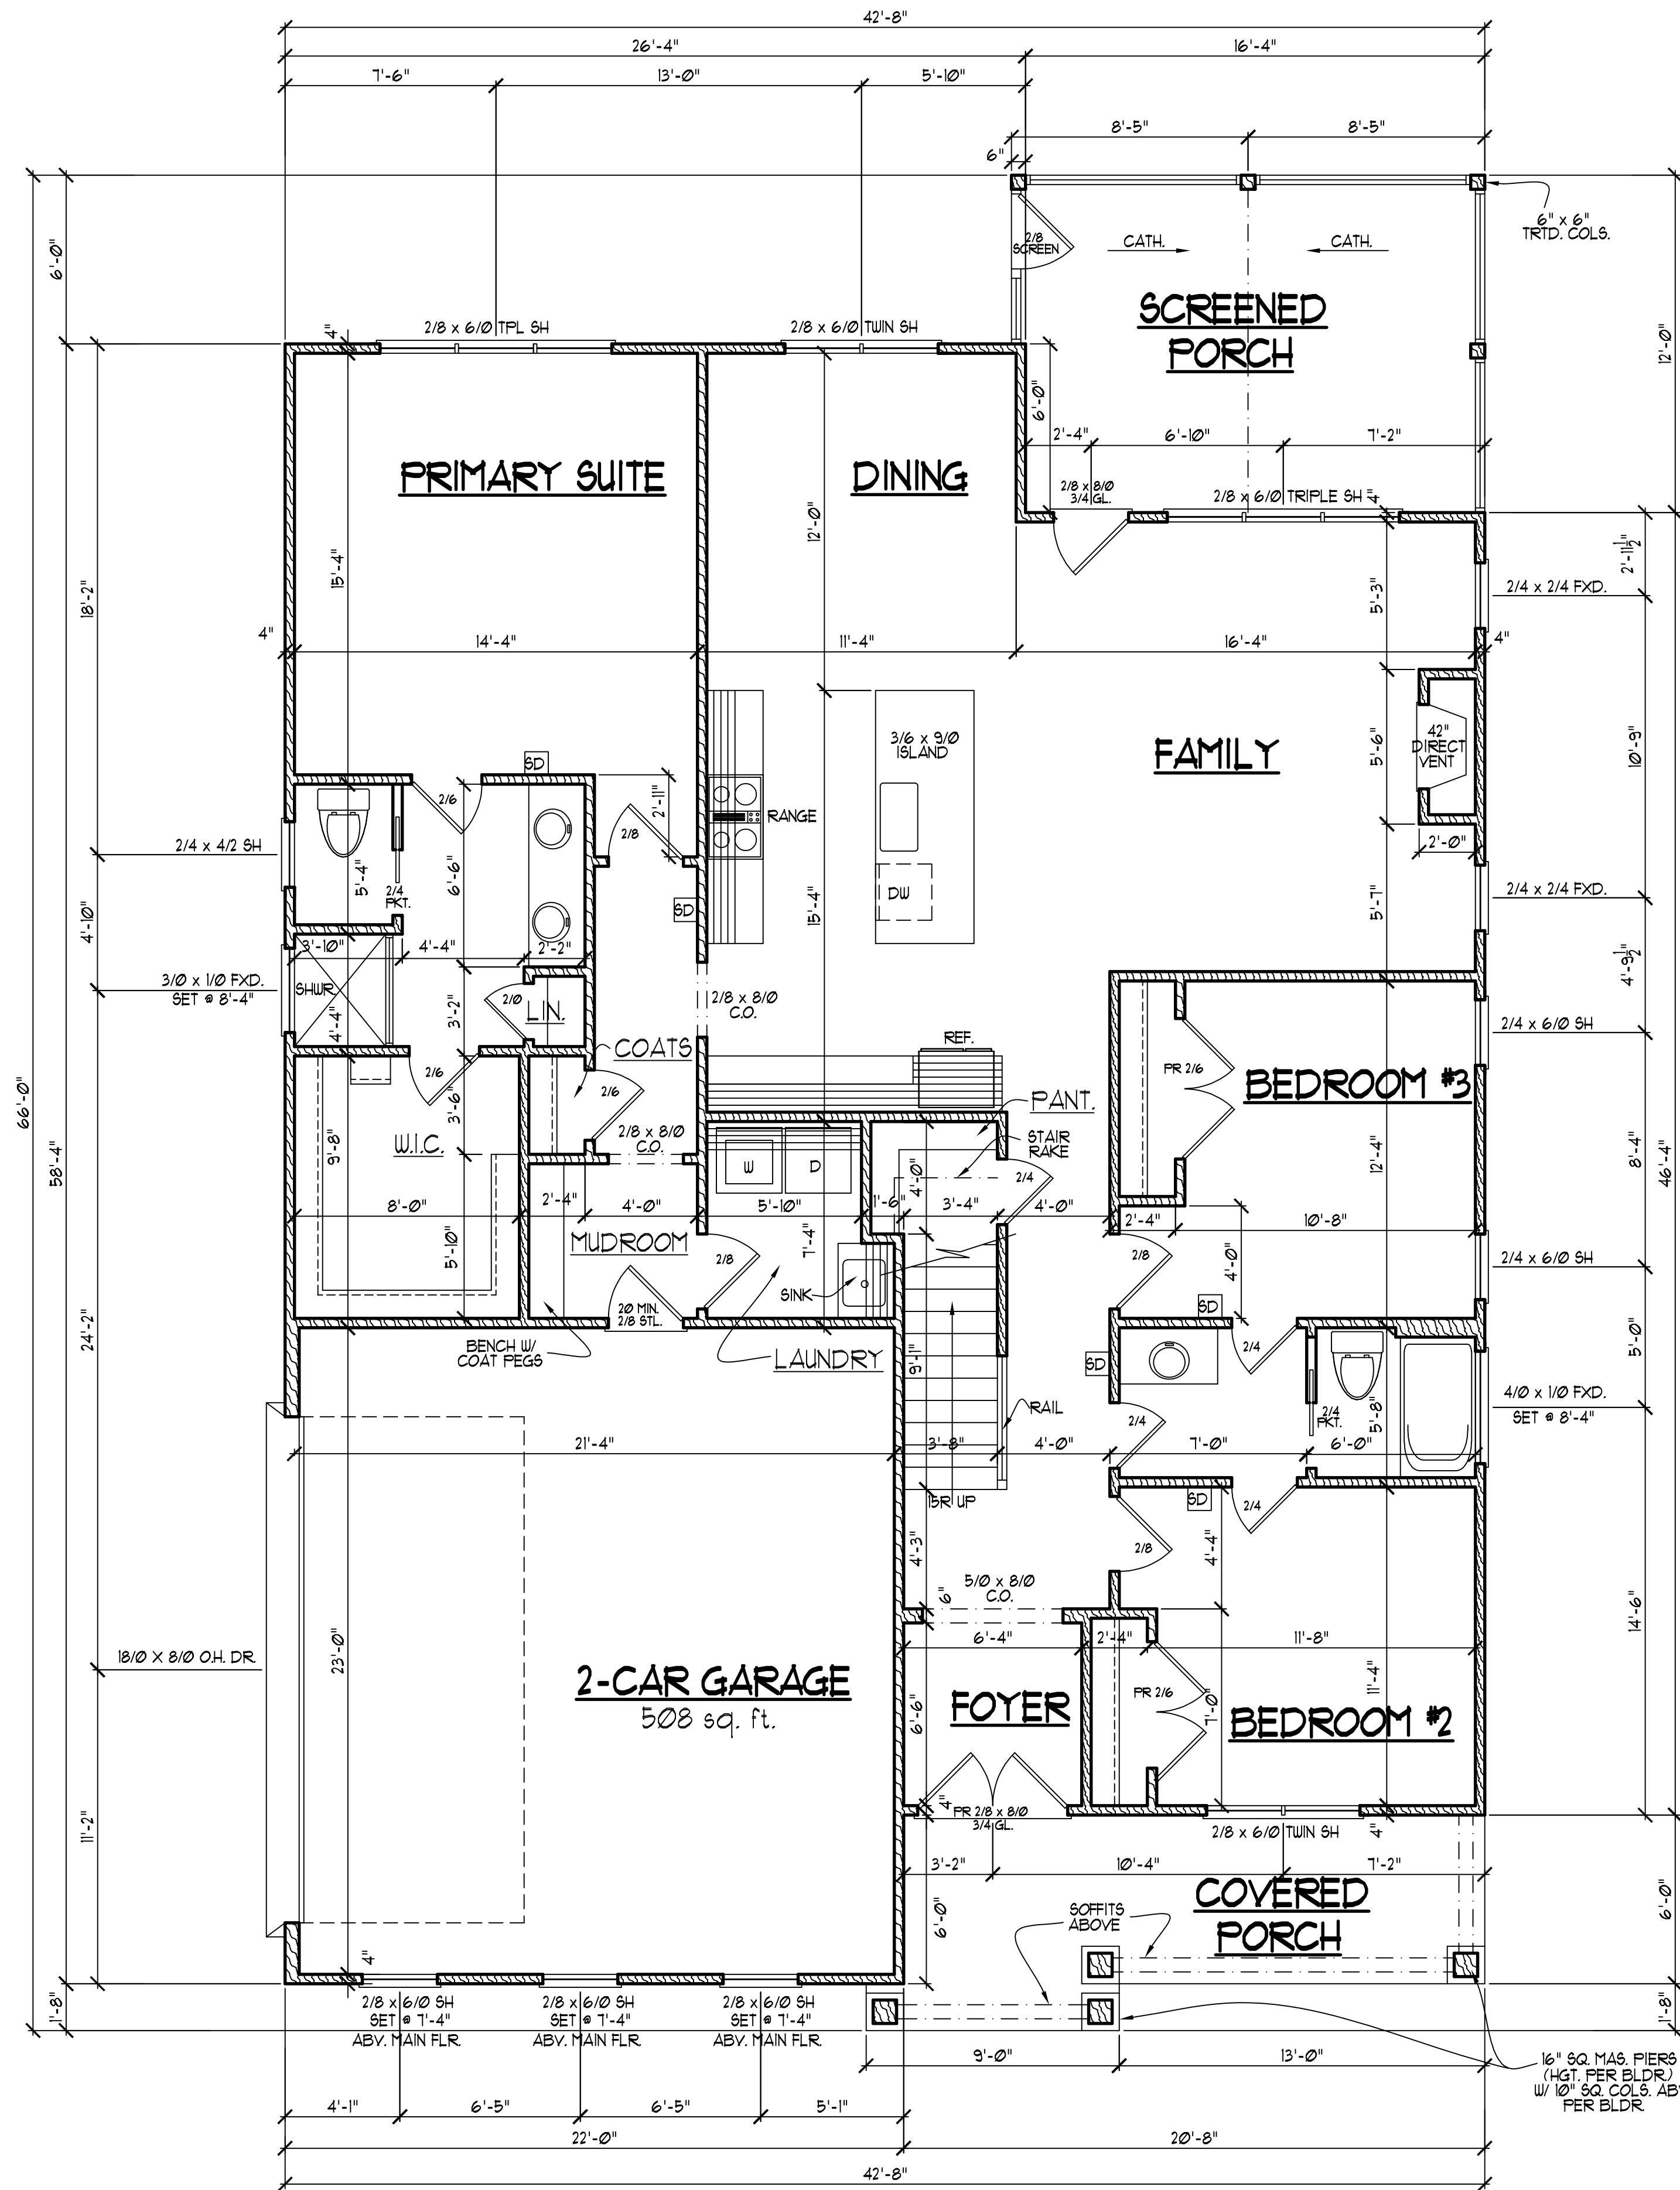 42'-8"
26'-4"
16'-4"
7'-6"
13'-0"
5'-10"
8'-5"
8'-5"
6"
6" x 6"
TRTD. COLS.
2/8
SCREEN
CATH.
CATH.
SCREENED
PORCH
6'-0"
12'-0"
4"
2/8 x 6/0 TPL SH
2/8 x 6/0 TWIN SH
6'-0"
2'-4"
6'-10"
7'-2"
PRIMARY SUITE
DINING
2/8 x 8/0
3/4 GL.
2/8 x 6/0 TRIPLE SH
4"
12'-0"
2'-11 1/2"
15'-4"
18'-2"
5'-3"
2/4 x 2/4 FXD.
4"
14'-4"
11'-4"
16'-4"
4"
3/6 x 9/0
ISLAND
FAMILY
42"
DIRECT
VENT
5'-6"
10'-9"
SD
2/6
2'-11"
2/8
RANGE
2'-0"
2/4 x 4/2 SH
5'-4"
6'-6"
2/4
PKT.
SD
DW
15'-4"
5'-7"
2/4 x 2/4 FXD.
4'-10"
3'-10"
4'-4"
2'-2"
4'-9 1/2"
3/0 x 1/0 FXD.
SET @ 8'-4"
SHWR
4'-4"
3'-2"
2/0
LIN.
2/8 x 8/0
C.O.
2/4 x 6/0 SH
COATS
REF.
PR 2/6
BEDROOM #3
2/6
2/6
3'-6"
PANT.
STAIR
RAKE
66'-0"
58'-4"
W.I.C.
9'-8"
2/8 x 8/0
C.O.
W
D
4'-0"
2/4
12'-4"
8'-4"
46'-4"
8'-0"
2'-4"
4'-0"
5'-10"
1'-6"
3'-4"
4'-0"
2'-4"
10'-8"
5'-10"
MUDROOM
2/8
7'-4"
2/8
4'-0"
2/4 x 6/0 SH
SINK
20 MIN.
2/8 STL.
SD
24'-2"
BENCH W/
COAT PEGS
LAUNDRY
9'-1"
SD
2/4
5'-0"
RAIL
2/4
2/4
PKT.
5'-8"
4/0 x 1/0 FXD.
SET @ 8'-4"
21'-4"
3'-8"
4'-0"
7'-0"
6'-0"
15R UP
SD
2/4
4'-3"
2/8
4'-4"
6"
5/0 x 8/0
C.O.
14'-6"
18/0 X 8/0 O.H. DR.
23'-0"
6'-4"
2'-4"
11'-8"
2-CAR GARAGE
508 sq. ft.
6'-6"
FOYER
PR 2/6
7'-0"
11'-4"
BEDROOM #2
11'-2"
4"
PR 2/8 x 8/0
3/4 GL.
2/8 x 6/0 TWIN SH
4"
3'-2"
10'-4"
7'-2"
COVERED
PORCH
SOFFITS
ABOVE
6'-0"
6'-0"
4"
1'-8"
2/8 x 6/0 SH
SET @ 7'-4"
ABV. MAIN FLR.
2/8 x 6/0 SH
SET @ 7'-4"
ABV. MAIN FLR.
2/8 x 6/0 SH
SET @ 7'-4"
ABV. MAIN FLR.
1'-8"
9'-0"
13'-0"
16" SQ. MAS. PIERS
(HGT. PER BLDR.)
W/ 10" SQ. COLS. AB
PER BLDR.
4'-1"
6'-5"
6'-5"
5'-1"
22'-0"
20'-8"
42'-8"